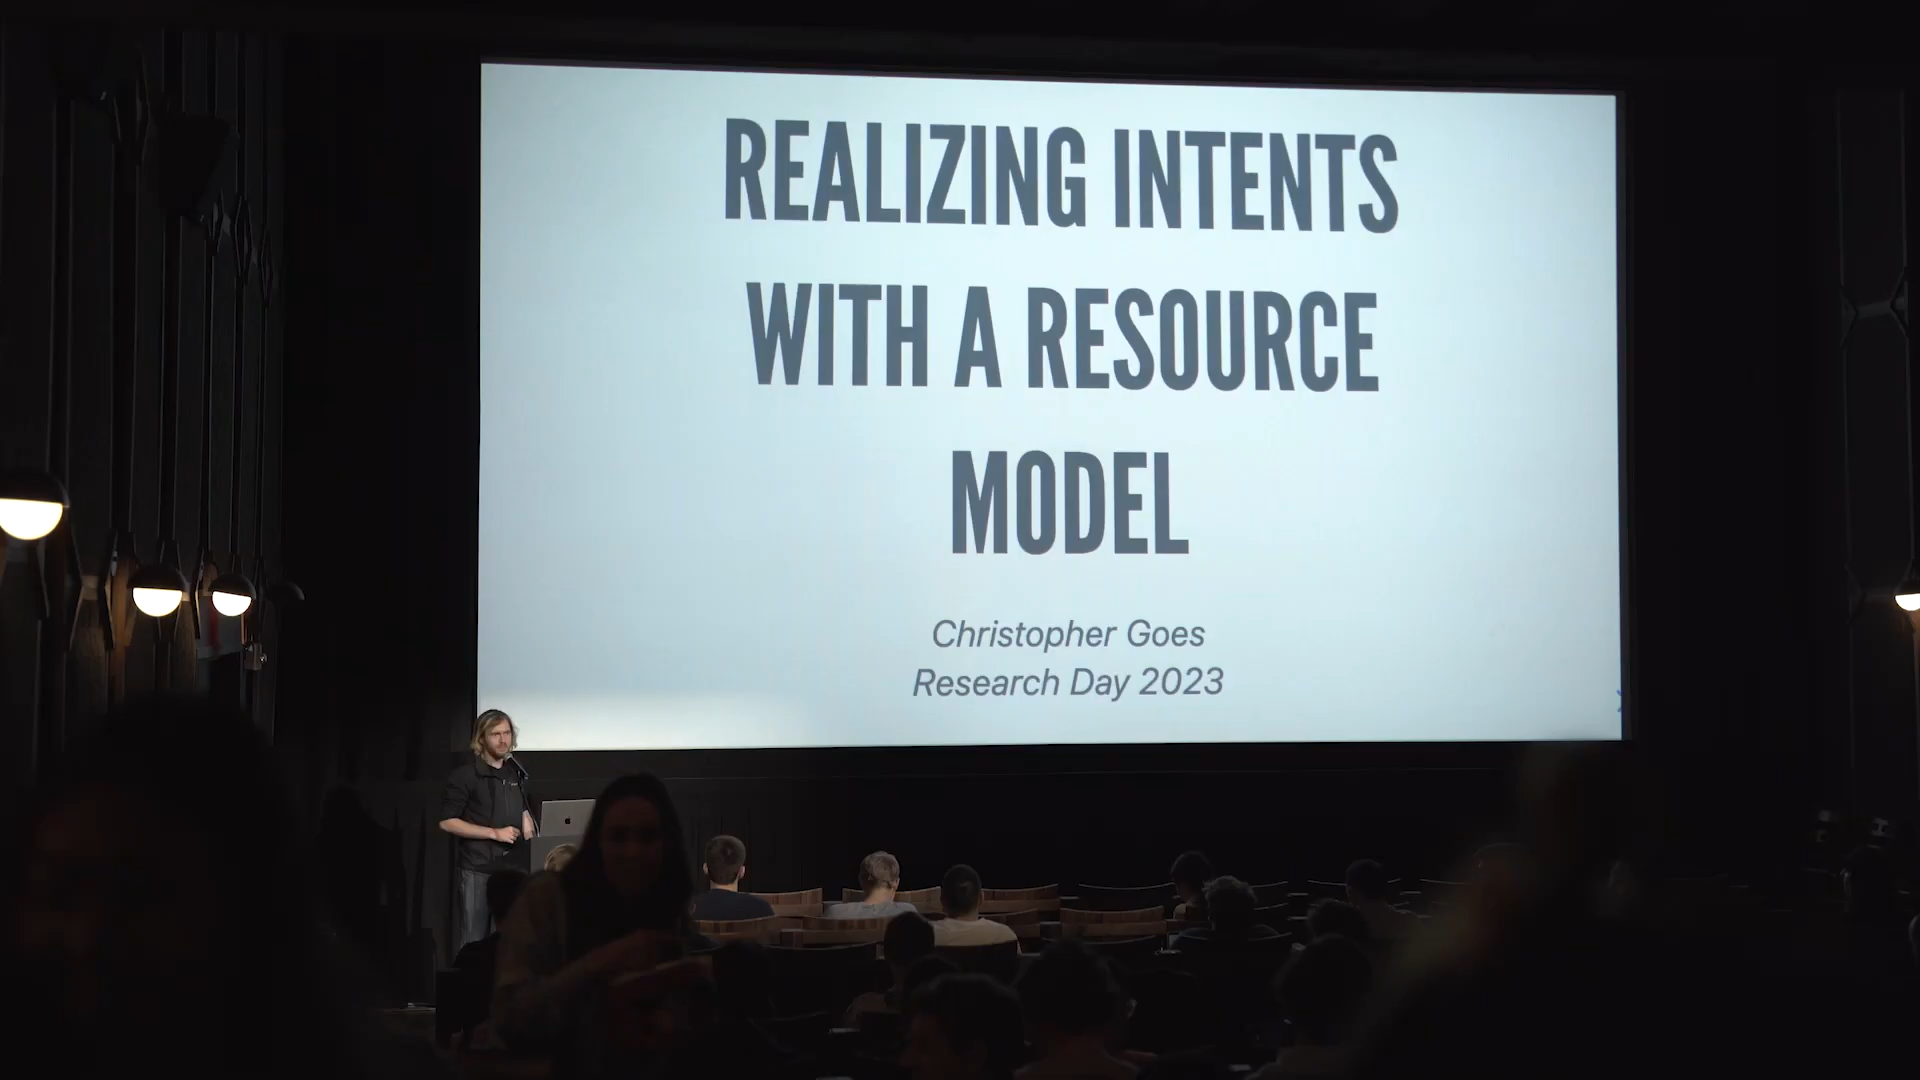 REALIZING INTENTS
WITH A RESOURCE
MODEL
Christopher Goes
Research Day 2023